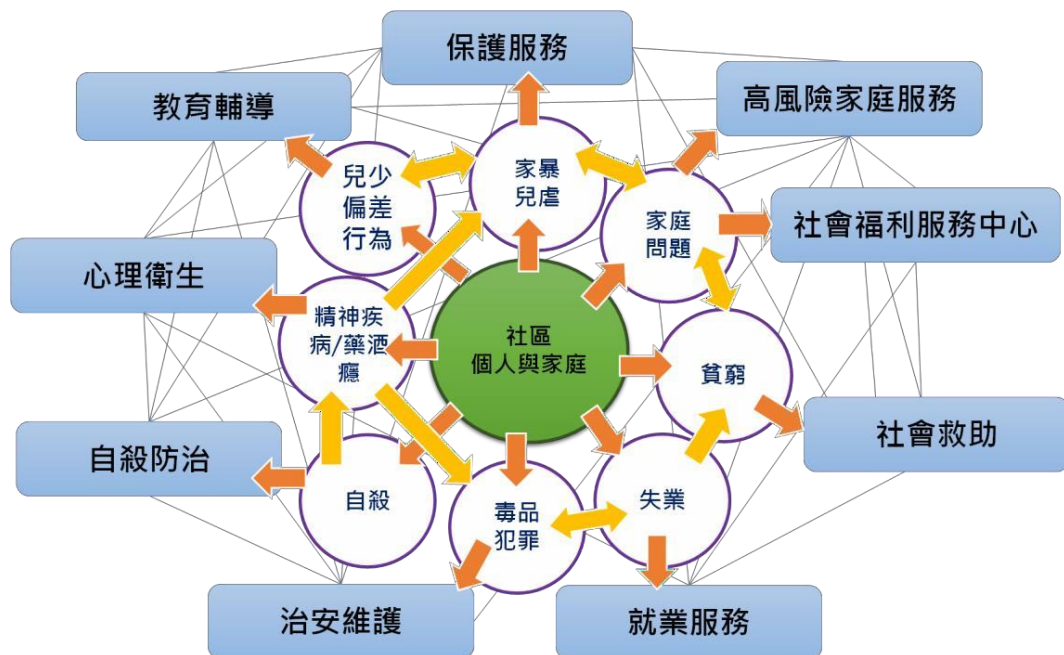 保護服務
教育輔導
高風險家庭服務
兒少
偏差
行為
家暴
兒虐
家庭
問題
社會福利服務中心
心理衛生
精神疾
病/藥酒
癮
社區
個人與家庭
貧窮
社會救助
自殺防治
自殺
毒品
犯罪
失業
治安維護
就業服務